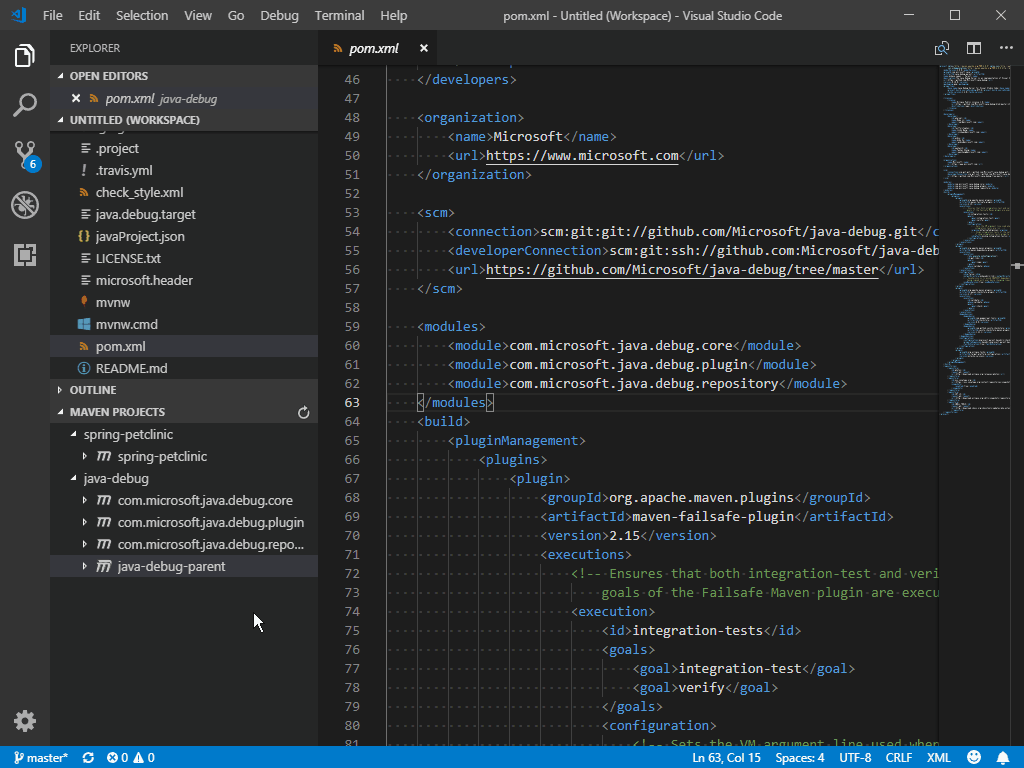 File Edit Selection View Go Debug Terminal Help
pom.xml - Untitled (Workspace) - Visual Studio Code
EXPLORER
OPEN EDITORS
pom.xml java-debug
UNTITLED (WORKSPACE)
.project
.travis.yml
check_style.xml
java.debug.target
javaProject.json
LICENSE.txt
microsoft.header
mvnw
mvnw.cmd
pom.xml
README.md
OUTLINE
MAVEN PROJECTS
spring-petclinic
spring-petclinic
java-debug
com.microsoft.java.debug.core
com.microsoft.java.debug.plugin
com.microsoft.java.debug.repo...
java-debug-parent
6
pom.xml
46 </developers>
47
48 <organization>
49 <name>Microsoft</name>
50 <url>https://www.microsoft.com</url>
51 </organization>
52
53 <scm>
54 <connection>scm:git:git://github.com/Microsoft/java-debug.git</c
55 <developerConnection>scm:git:ssh://github.com:Microsoft/java-deb
56 <url>https://github.com/Microsoft/java-debug/tree/master</url>
57 </scm>
58
59 <modules>
60 <module>com.microsoft.java.debug.core</module>
61 <module>com.microsoft.java.debug.plugin</module>
62 <module>com.microsoft.java.debug.repository</module>
63 </modules>
64 <build>
65 <pluginManagement>
66 <plugins>
67 <plugin>
68 <groupId>org.apache.maven.plugins</groupId>
69 <artifactId>maven-failsafe-plugin</artifactId>
70 <version>2.15</version>
71 <executions>
72 <!-- Ensures that both integration-test and veri
73 goals of the Failsafe Maven plugin are execu
74 <execution>
75 <id>integration-tests</id>
76 <goals>
77 <goal>integration-test</goal>
78 <goal>verify</goal>
79 </goals>
80 <configuration>
81 <!-- Sets the VM argument line used when
master* 0 0
Ln 63, Col 15 Spaces: 4 UTF-8 CRLF XML